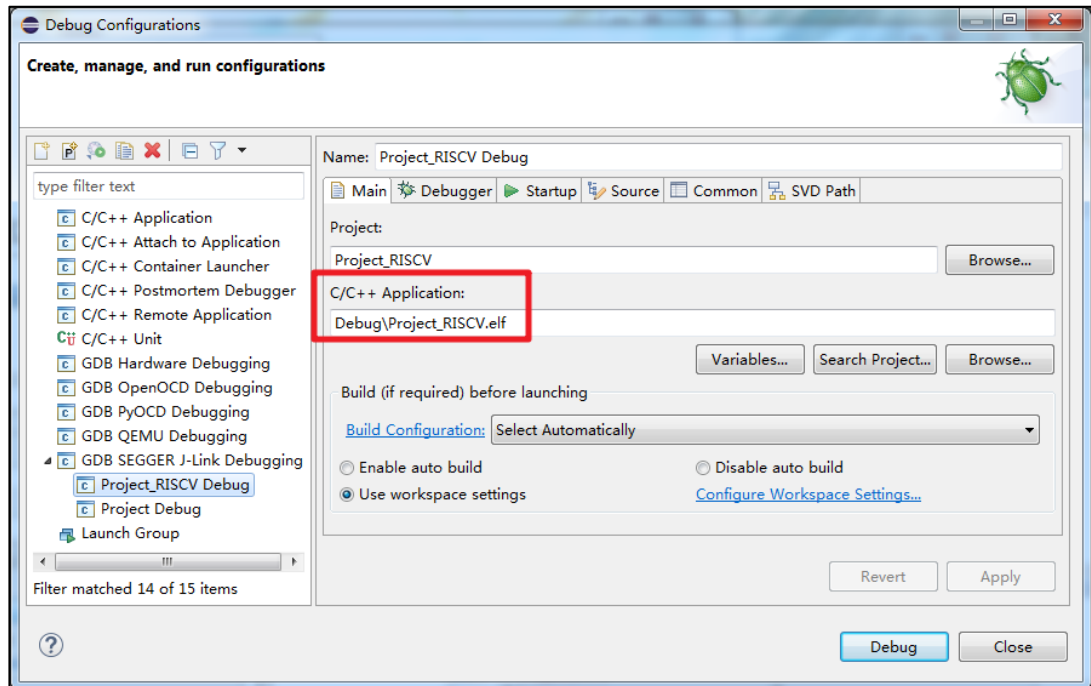 Debug Configurations
Create, manage, and run configurations
type filter text
C/C++ Application
C/C++ Attach to Application
C/C++ Container Launcher
C/C++ Postmortem Debugger
C/C++ Remote Application
C/C++ Unit
GDB Hardware Debugging
GDB OpenOCD Debugging
GDB PyOCD Debugging
GDB QEMU Debugging
GDB SEGGER J-Link Debugging
Project_RISCV Debug
Project Debug
Launch Group
Filter matched 14 of 15 items
Name: Project_RISCV Debug
Main Debugger Startup Source Common SVD Path
Project:
Project_RISCV Browse...
C/C++ Application:
Debug\Project_RISCV.elf
Variables... Search Project... Browse...
Build (if required) before launching
Build Configuration: Select Automatically
Enable auto build Disable auto build
Use workspace settings Configure Workspace Settings...
Revert Apply
Debug Close